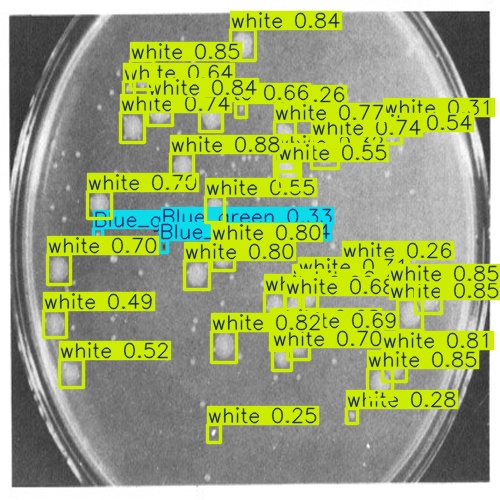 white 0.84
white 0.85
white 0.64
white 0.84
0.66
.26
white 0.74
white 0.77
white 0.31
white 0.74
0.54
white 0.88
white 0.55
white 0.70
white 0.55
Blue_green 0.33
Blue_
white 0.80
white 0.70
white 0.80
white 0.26
white 0.85
white 0.68
white 0.85
white 0.49
white 0.82
0.69
white 0.70
white 0.81
white 0.52
white 0.85
white 0.28
white 0.25